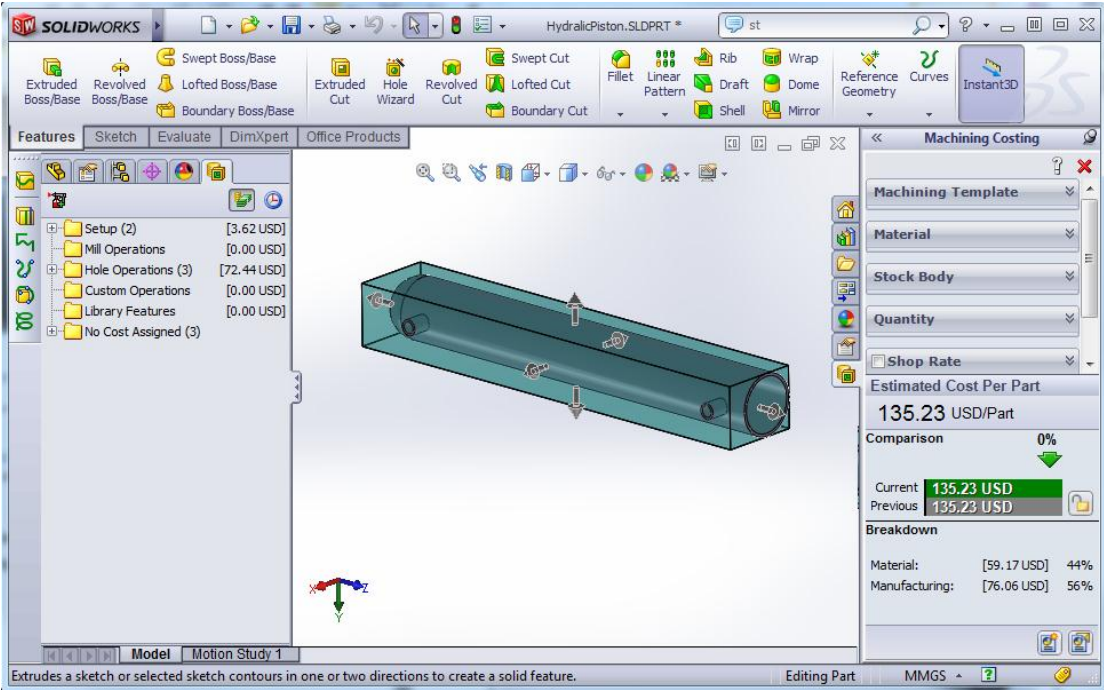 SOLIDWORKS HydralicPiston.SLDPRT * st
Extruded Boss/Base
Revolved Boss/Base
Swept Boss/Base
Lofted Boss/Base
Boundary Boss/Base
Extruded Cut
Hole Wizard
Revolved Cut
Swept Cut
Lofted Cut
Boundary Cut
Fillet
Linear Pattern
Rib
Draft
Shell
Wrap
Dome
Mirror
Reference Geometry
Curves
Instant3D
Features Sketch Evaluate DimXpert Office Products
Setup (2) [3.62 USD]
Mill Operations [0.00 USD]
Hole Operations (3) [72.44 USD]
Custom Operations [0.00 USD]
Library Features [0.00 USD]
No Cost Assigned (3)
X Z
Y
Machining Costing
Machining Template
Material
Stock Body
Quantity
Shop Rate
Estimated Cost Per Part
135.23 USD/Part
Comparison 0%
Current 135.23 USD
Previous 135.23 USD
Breakdown
Material: [59.17 USD] 44%
Manufacturing: [76.06 USD] 56%
Model Motion Study 1
Extrudes a sketch or selected sketch contours in one or two directions to create a solid feature. Editing Part MMGS